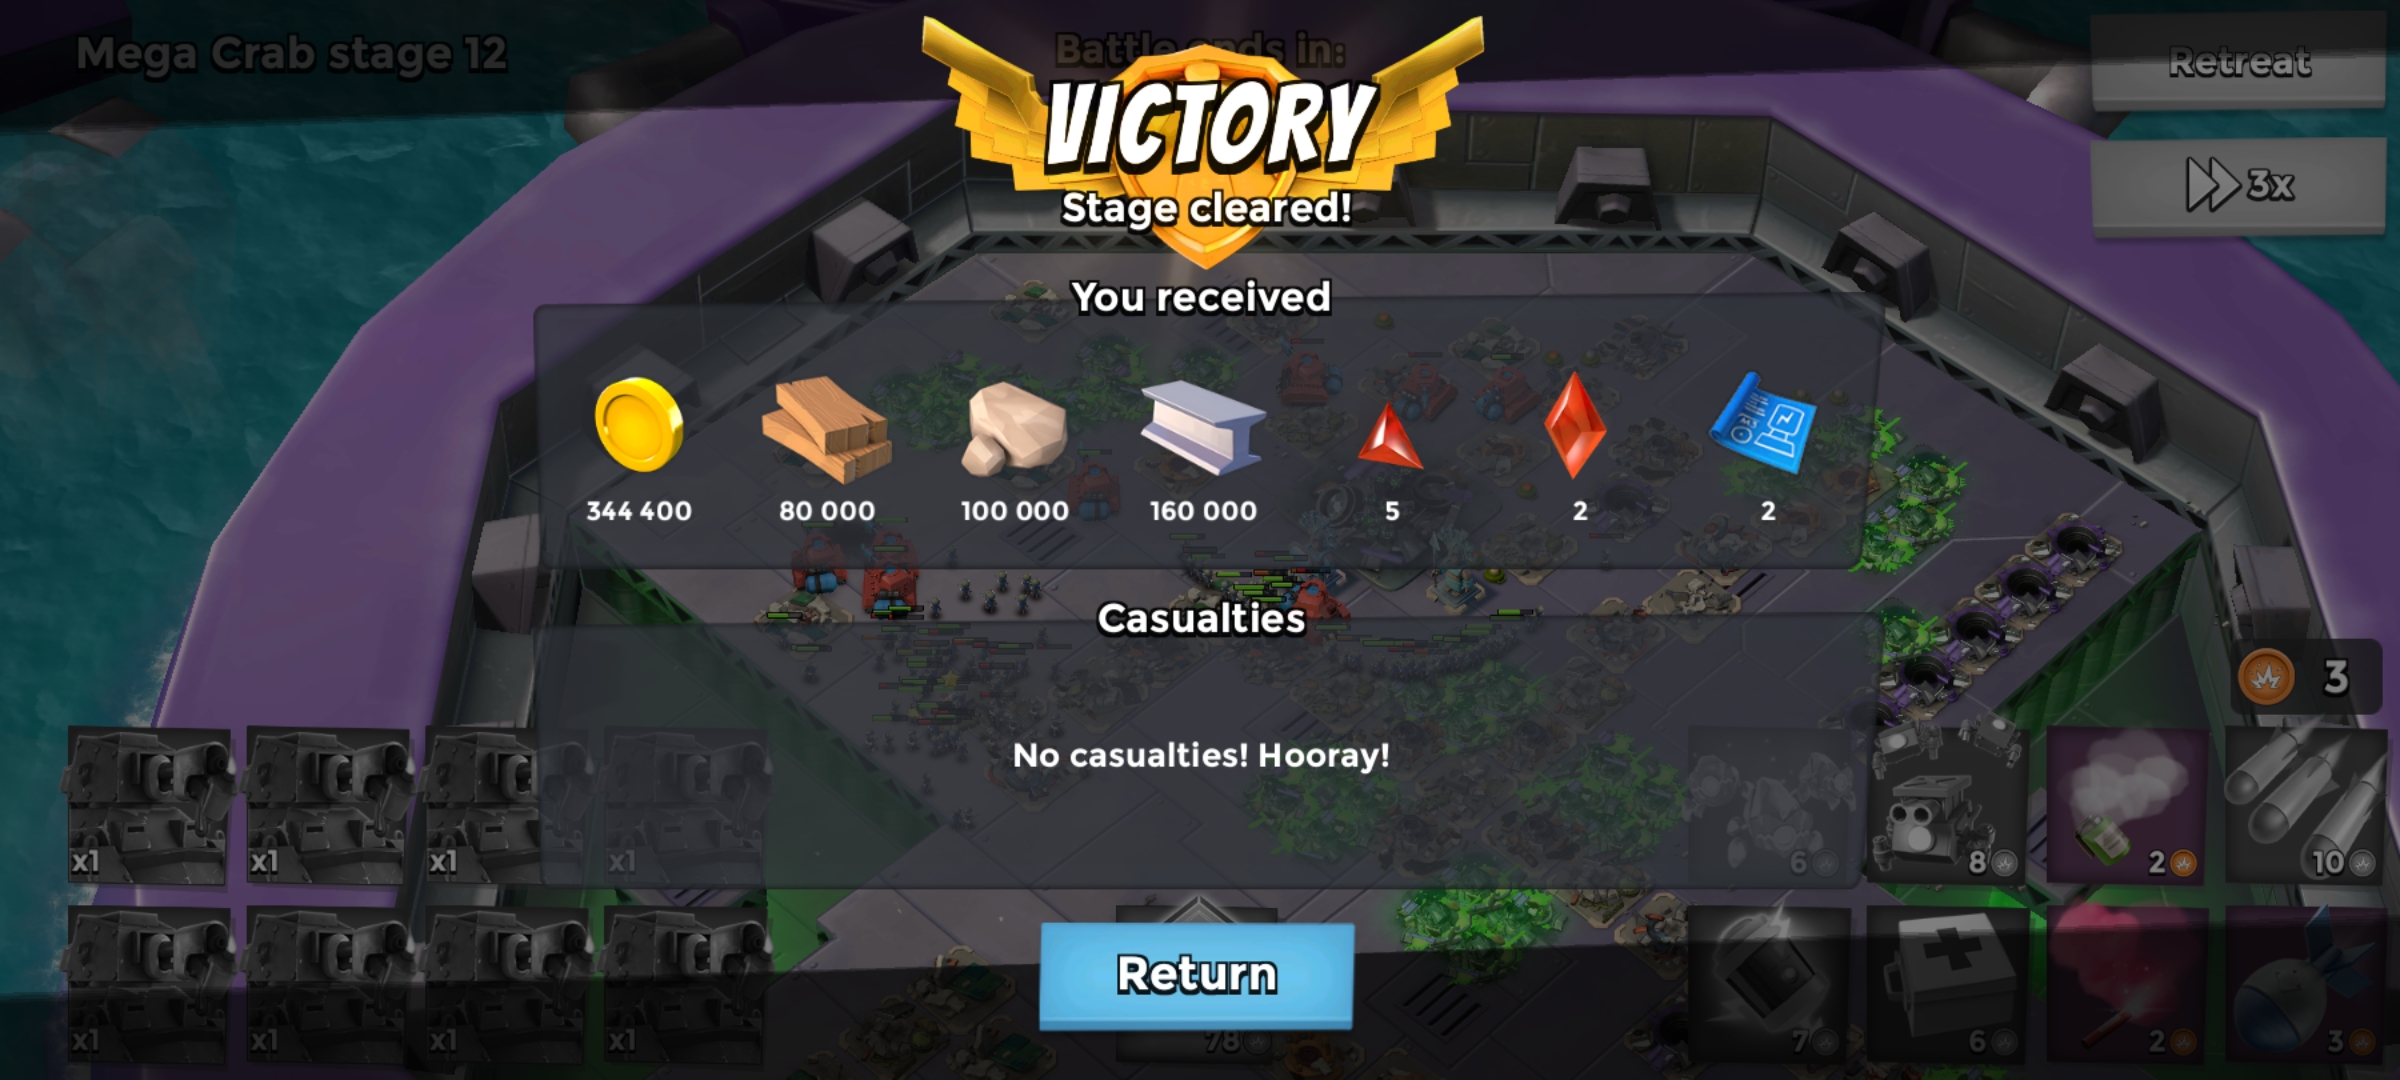 Mega Crab stage 12
Battle ends in:
Retreat
VICTORY
Stage cleared!
3x
You received
344 400
80 000
100 000
160 000
5
2
2
Casualties
3
No casualties! Hooray!
x1
x1
x1
x1
6
8
2
10
Return
x1
x1
x1
x1
78
7
6
2
3